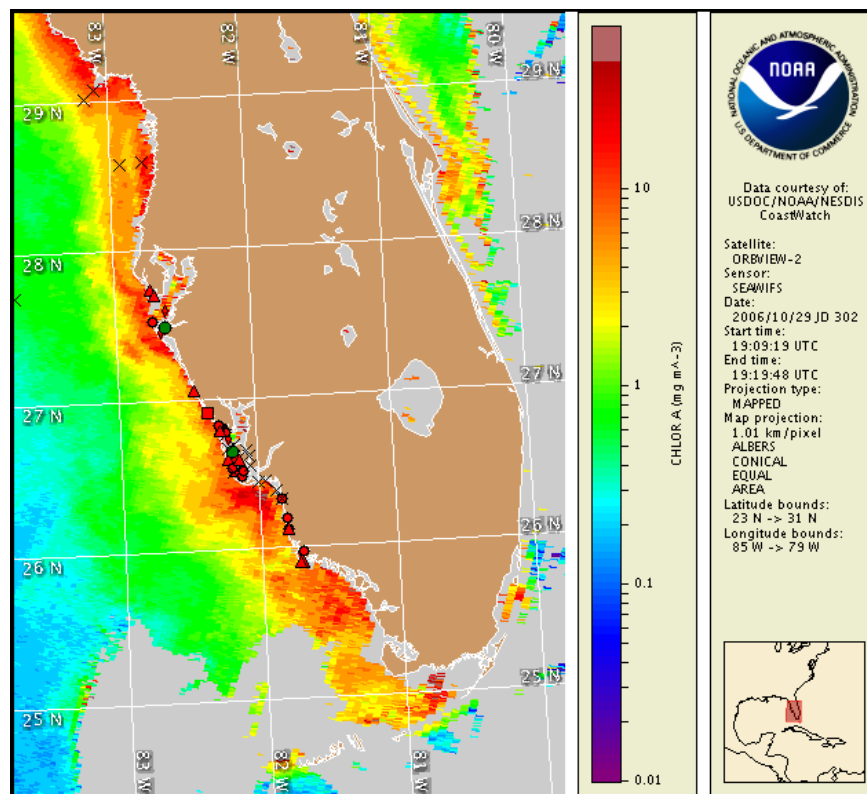 83 W
82 W
81 W
80 W
29 N
29 N
28 N
28 N
27 N
27 N
26 N
26 N
25 N
25 N
83 W
82 W
81 W
10
1
0.1
0.01
CHLOR A (mg m^-3)
NATIONAL OCEANIC AND ATMOSPHERIC ADMINISTRATION
NOAA
U.S. DEPARTMENT OF COMMERCE
Data courtesy of:
USDOC/NOAA/NESDIS
CoastWatch
Satellite:
ORBVIEW-2
Sensor:
SEAWIFS
Date:
2006/10/29 JD 302
Start time:
19:09:19 UTC
End time:
19:19:48 UTC
Projection type:
MAPPED
Map projection:
1.01 km/pixel
ALBERS
CONICAL
EQUAL
AREA
Latitude bounds:
23 N -> 31 N
Longitude bounds:
85 W -> 79 W